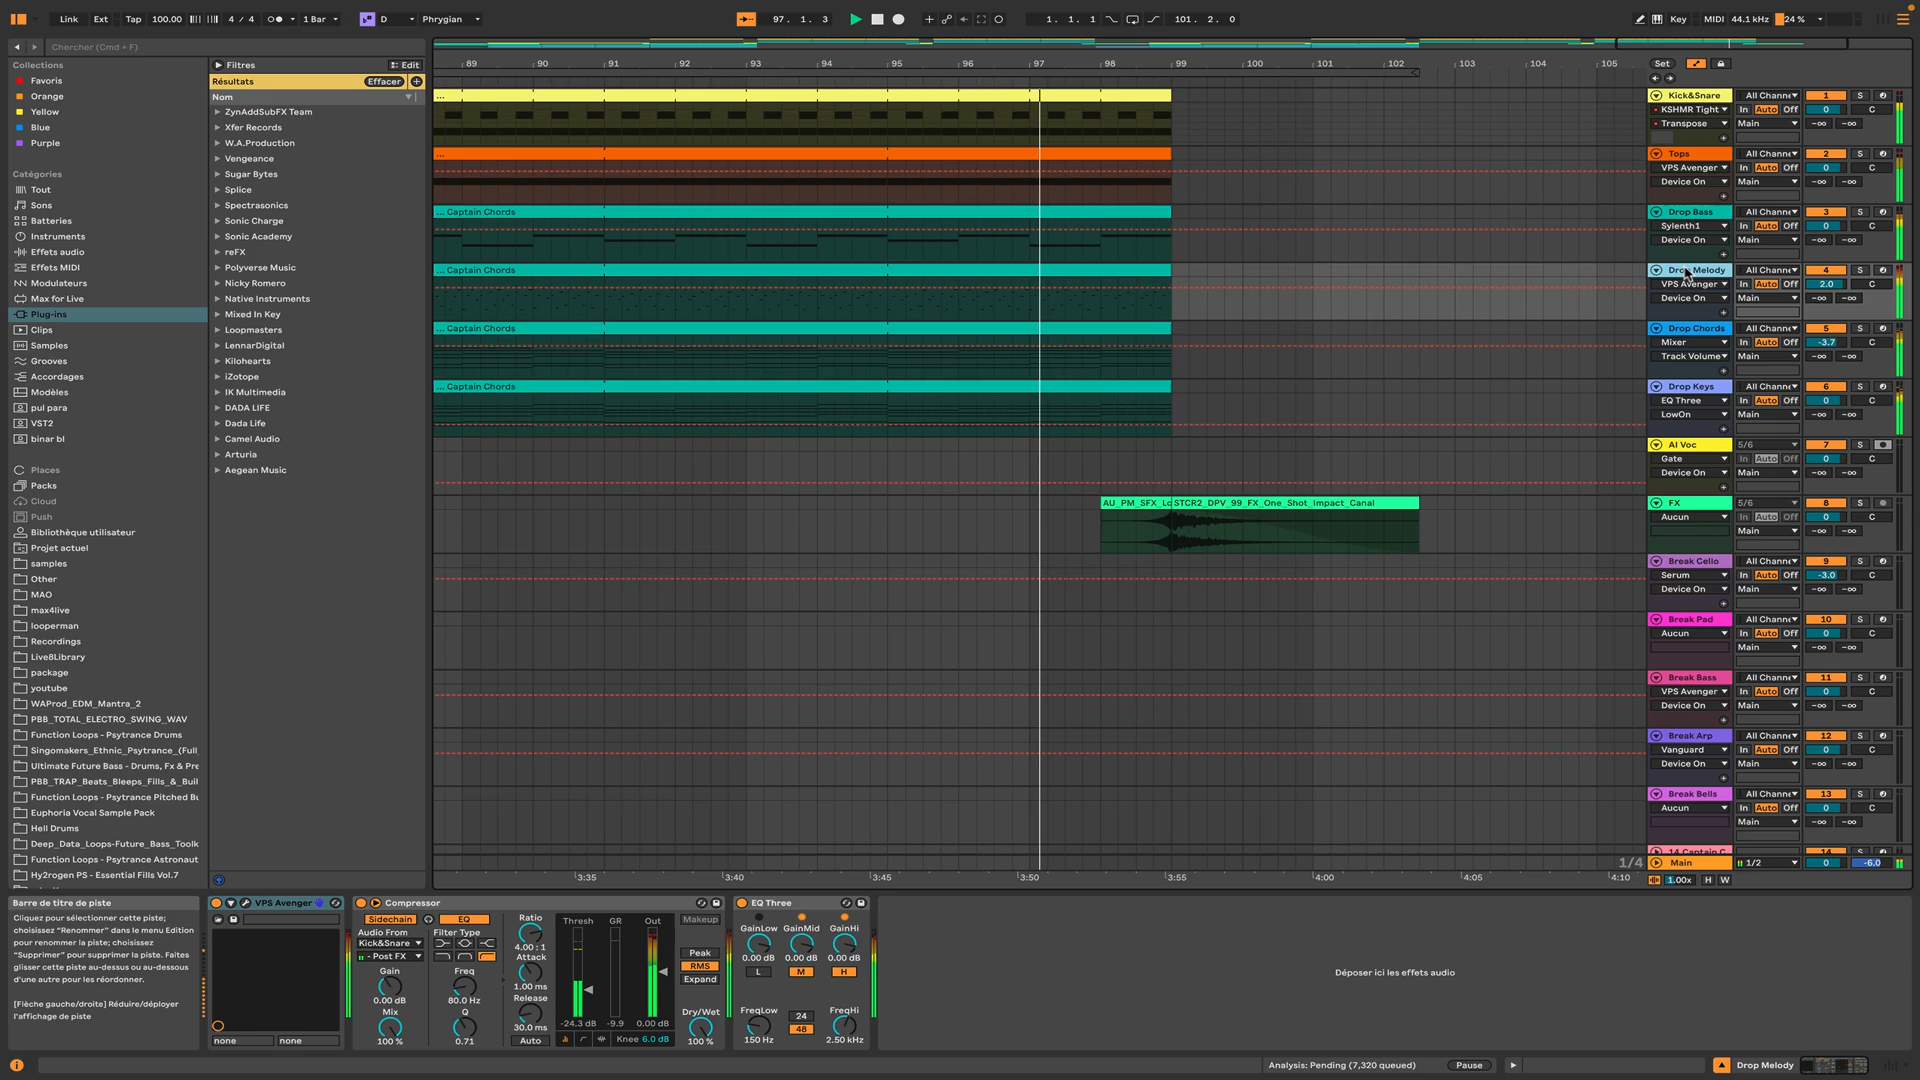 Link Ext Tap 100.00 4 / 4 1 Bar D Phrygian
97. 1. 3 1. 1. 1 101. 2. 0
Key MIDI 44.1 kHz 24 %
Chercher (Cmd + F)
Collections
Favoris
Orange
Yellow
Blue
Purple
Catégories
Tout
Sons
Batteries
Instruments
Effets audio
Effets MIDI
Modulateurs
Max for Live
Plug-ins
Clips
Samples
Grooves
Accordages
Modèles
pul para
VST2
binar bl
Places
Packs
Cloud
Push
Bibliothèque utilisateur
Projet actuel
samples
Other
MAO
max4live
looperman
Recordings
Live8Library
package
youtube
WAProd_EDM_Mantra_2
PBB_TOTAL_ELECTRO_SWING_WAV
Function Loops - Psytrance Drums
Singomakers_Ethnic_Psytrance_(Full
Ultimate Future Bass - Drums, Fx & Pre
PBB_TRAP_Beats_Bleeps_Fills_&_Buil
Function Loops - Psytrance Pitched Bu
Euphoria Vocal Sample Pack
Hell Drums
Deep_Data_Loops-Future_Bass_Toolk
Function Loops - Psytrance Astronaut
Hy2rogen PS - Essential Fills Vol.7
Filtres Edit
Résultats Effacer
Nom
ZynAddSubFX Team
Xfer Records
W.A.Production
Vengeance
Sugar Bytes
Splice
Spectrasonics
Sonic Charge
Sonic Academy
reFX
Polyverse Music
Nicky Romero
Native Instruments
Mixed In Key
Loopmasters
LennarDigital
Kilohearts
iZotope
IK Multimedia
DADA LIFE
Dada Life
Camel Audio
Arturia
Aegean Music
89 90 91 92 93 94 95 96 97 98 99 100 101 102 103 104 105
...
...
... Captain Chords
... Captain Chords
... Captain Chords
... Captain Chords
AU_PM_SFX_Lo STCR2_DPV_99_FX_One_Shot_Impact_Canal
1/4
3:35 3:40 3:45 3:50 3:55 4:00 4:05 4:10
Set
Kick&Snare All Channe 1 S
KSHMR Tight In Auto Off 0 C
Transpose Main -∞ -∞
Tops All Channe 2 S
VPS Avenger In Auto Off 0 C
Device On Main -∞ -∞
Drop Bass All Channe 3 S
Sylenth1 In Auto Off 0 C
Device On Main -∞ -∞
Drop Melody All Channe 4 S
VPS Avenger In Auto Off 2.0 C
Device On Main -∞ -∞
Drop Chords All Channe 5 S
Mixer In Auto Off -3.7 C
Track Volume Main -∞ -∞
Drop Keys All Channe 6 S
EQ Three In Auto Off 0 C
LowOn Main -∞ -∞
AI Voc 5/6 7 S
Gate In Auto Off 0 C
Device On Main -∞ -∞
FX 5/6 8 S
Aucun In Auto Off 0 C
Main -∞ -∞
Break Cello All Channe 9 S
Serum In Auto Off -3.0 C
Device On Main -∞ -∞
Break Pad All Channe 10 S
Aucun In Auto Off 0 C
Main -∞ -∞
Break Bass All Channe 11 S
VPS Avenger In Auto Off 0 C
Device On Main -∞ -∞
Break Arp All Channe 12 S
Vanguard In Auto Off 0 C
Device On Main -∞ -∞
Break Bells All Channe 13 S
Aucun In Auto Off 0 C
Main -∞ -∞
Main 1/2 0 -6.0
1.00x H W
Barre de titre de piste
Cliquez pour sélectionner cette piste;
choisissez “Renommer” dans le menu Edition
pour renommer la piste; choisissez
“Supprimer” pour supprimer la piste. Faites
glisser cette piste au-dessus ou au-dessous
d'une autre pour les réordonner.
[Flèche gauche/droite] Réduire/déployer
l'affichage de piste
VPS Avenger
none none
Compressor
Sidechain EQ
Audio From Filter Type
Kick&Snare
- Post FX
Gain Freq
0.00 dB 80.0 Hz
Mix Q
100 % 0.71
Ratio
4.00 : 1
Attack
1.00 ms
Release
30.0 ms
Auto
Thresh GR Out
-24.3 dB -9.9 0.00 dB
Knee 6.0 dB
Makeup
Peak
RMS
Expand
Dry/Wet
100 %
EQ Three
GainLow GainMid GainHi
0.00 dB 0.00 dB 0.00 dB
L M H
FreqLow 24 FreqHi
48
150 Hz 2.50 kHz
Déposer ici les effets audio
Analysis: Pending (7,320 queued) Pause
Drop Melody